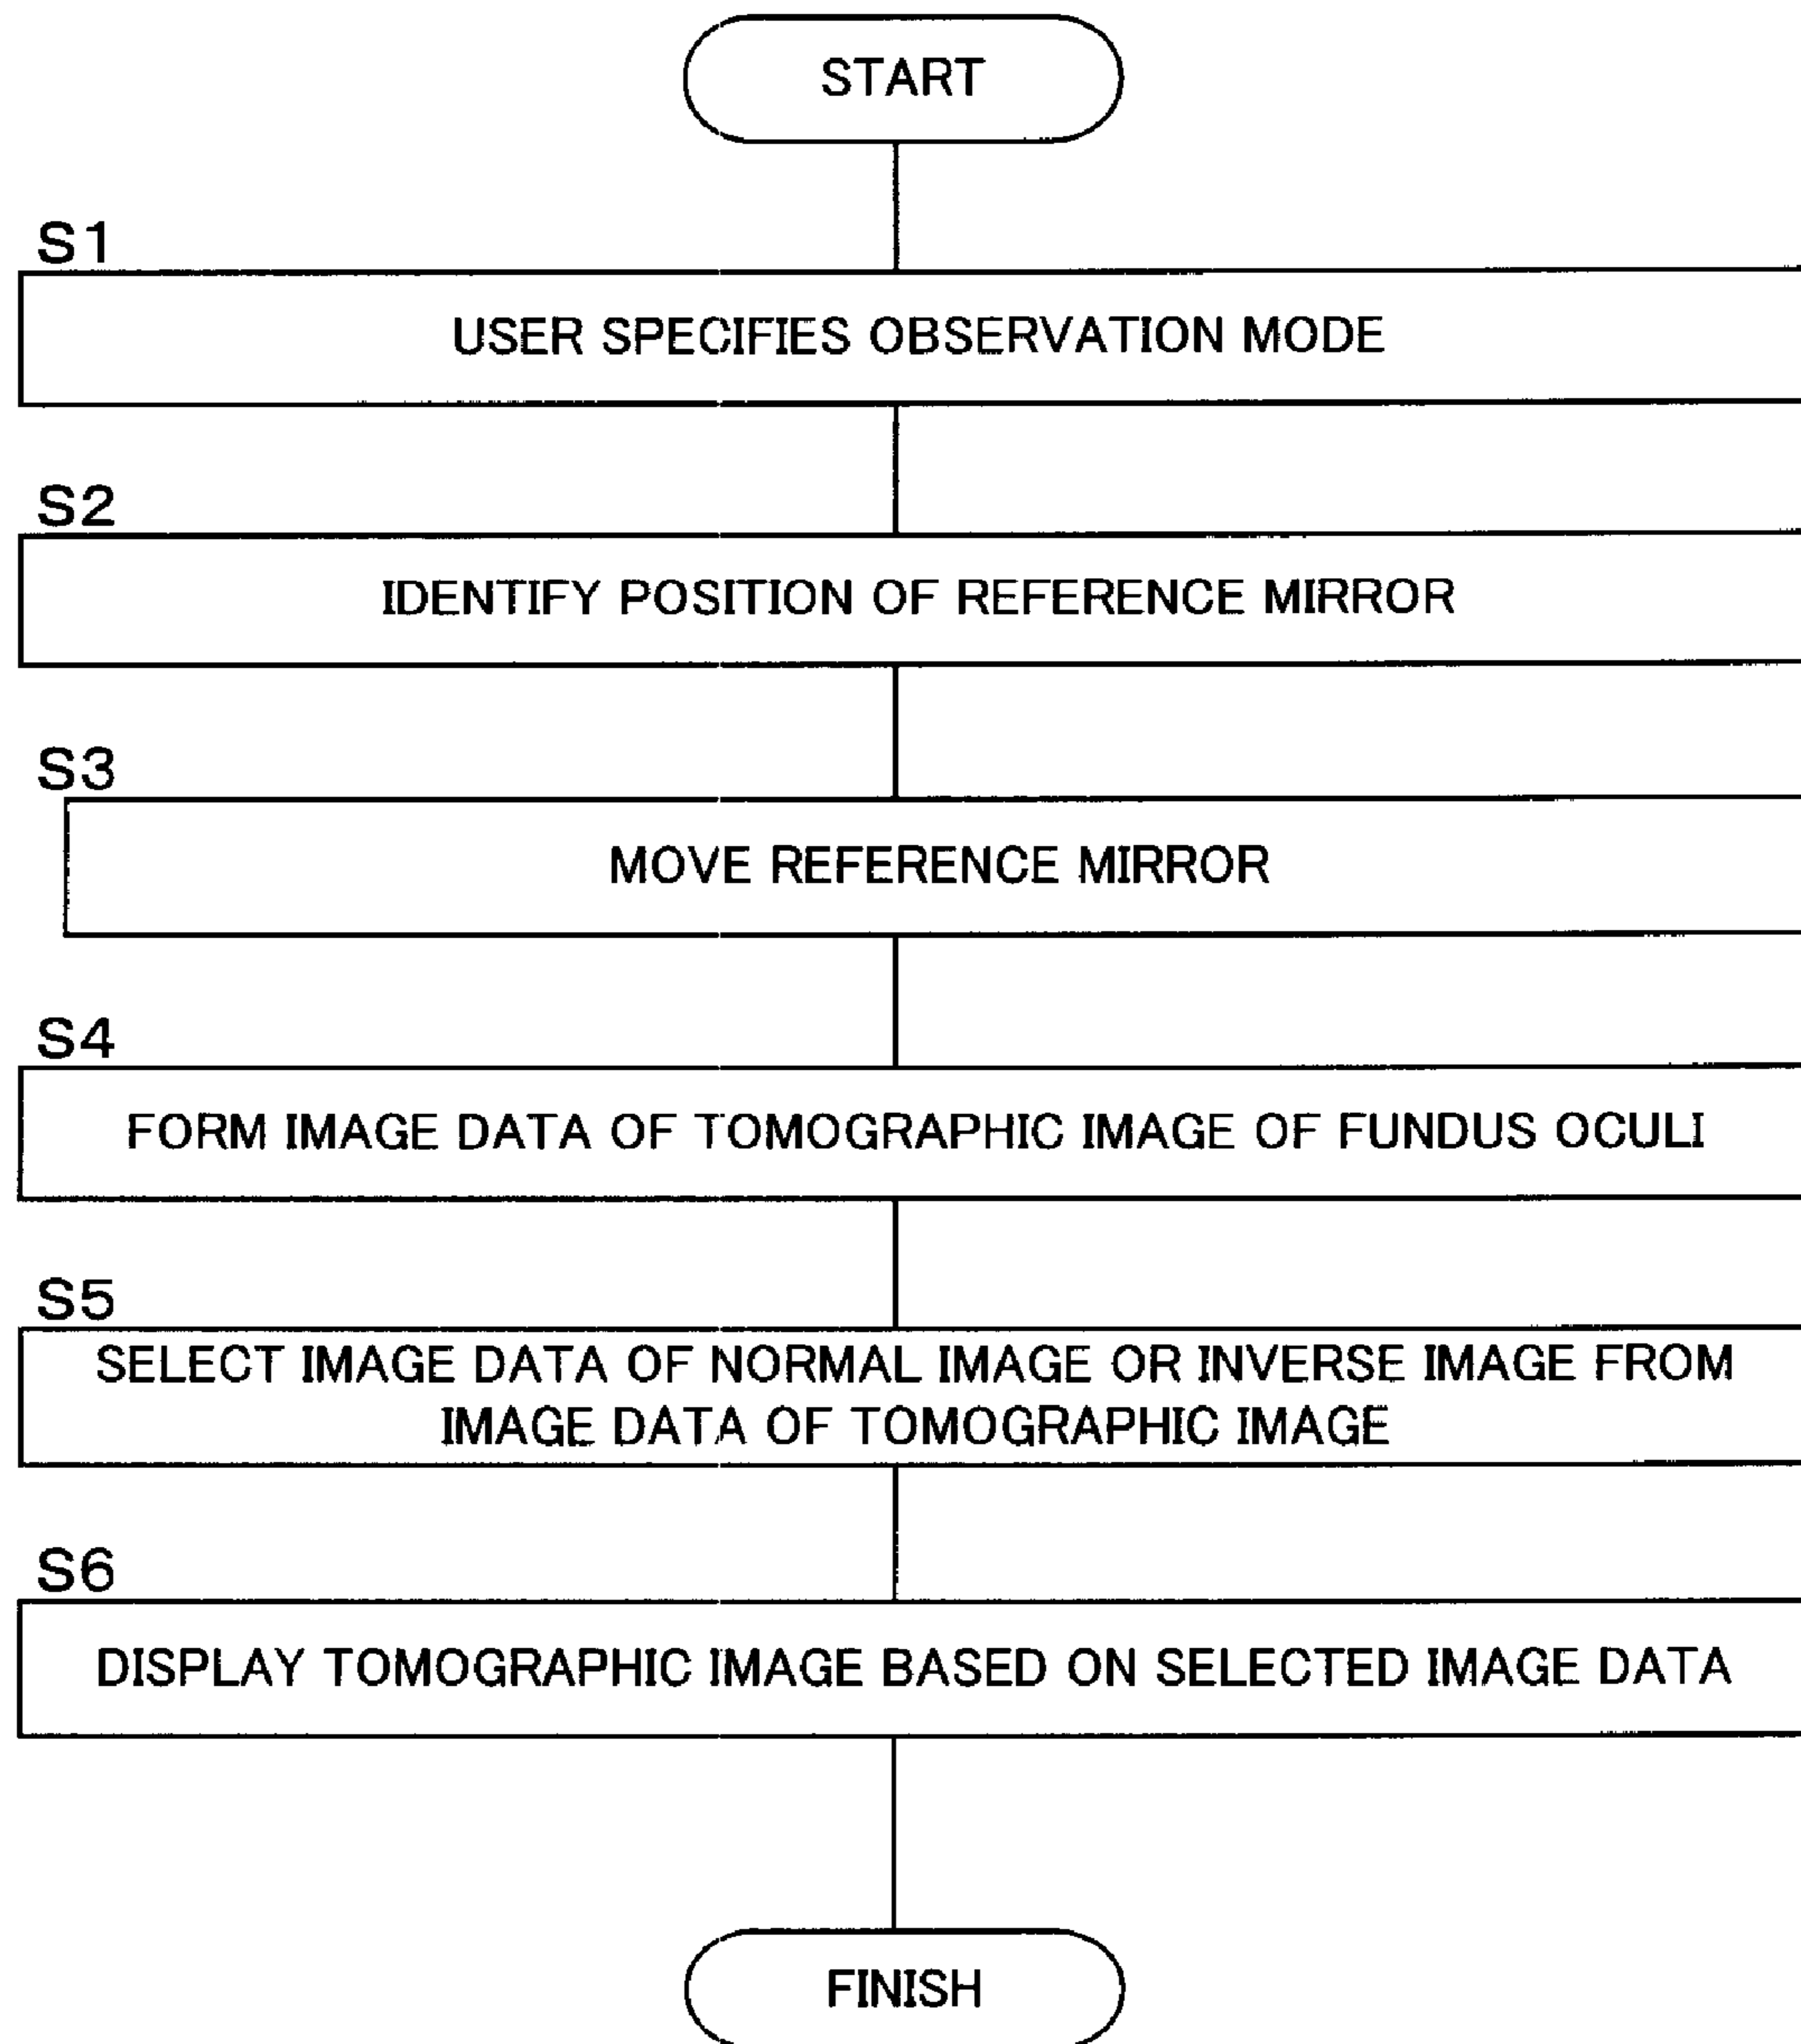 START
S1
USER SPECIFIES OBSERVATION MODE
S2
IDENTIFY POSITION OF REFERENCE MIRROR
S3
MOVE REFERENCE MIRROR
S4
FORM IMAGE DATA OF TOMOGRAPHIC IMAGE OF FUNDUS OCULI
S5
SELECT IMAGE DATA OF NORMAL IMAGE OR INVERSE IMAGE FROM
IMAGE DATA OF TOMOGRAPHIC IMAGE
S6
DISPLAY TOMOGRAPHIC IMAGE BASED ON SELECTED IMAGE DATA
FINISH